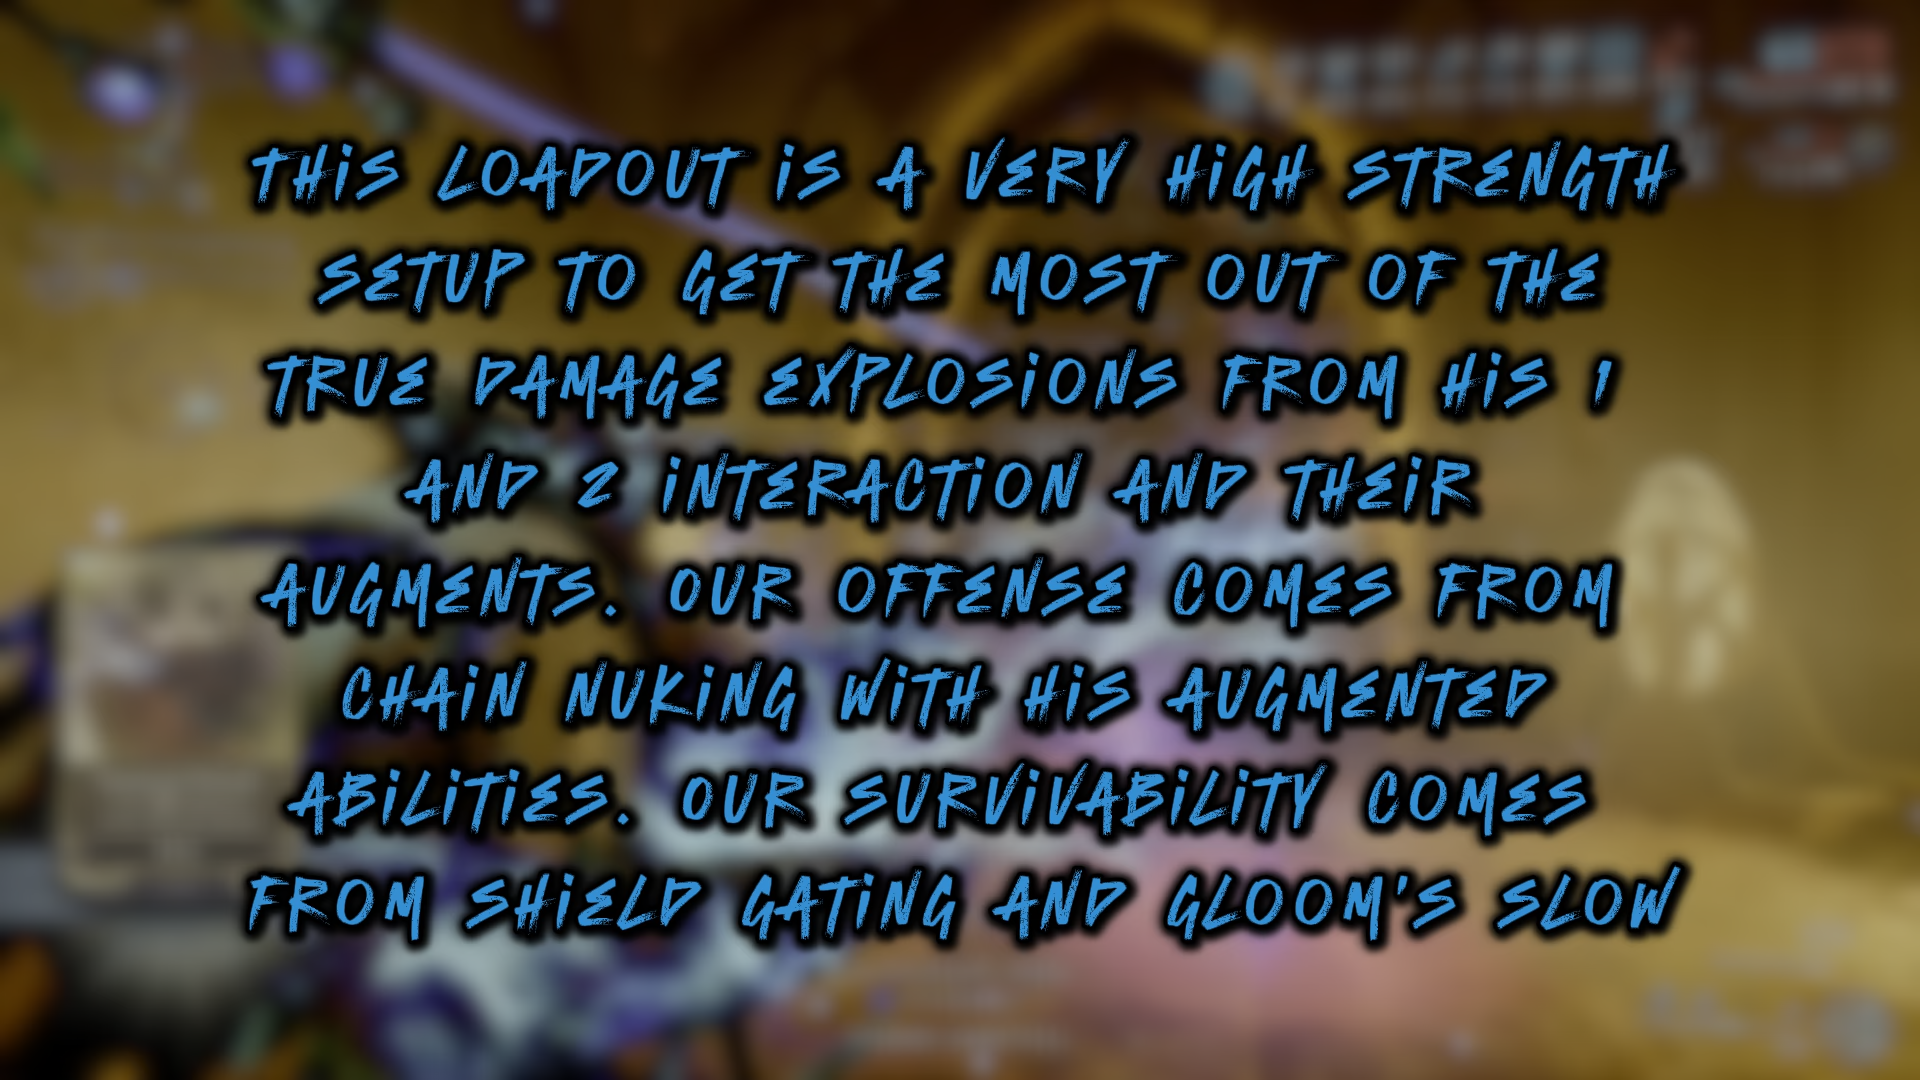 THIS LOADOUT IS A VERY HIGH STRENGTH
SETUP TO GET THE MOST OUT OF THE
TRUE DAMAGE EXPLOSIONS FROM HIS 1
AND 2 INTERACTION AND THEIR
AUGMENTS. OUR OFFENSE COMES FROM
CHAIN NUKING WITH HIS AUGMENTED
ABILITIES. OUR SURVIVABILITY COMES
FROM SHIELD GATING AND GLOOM'S SLOW